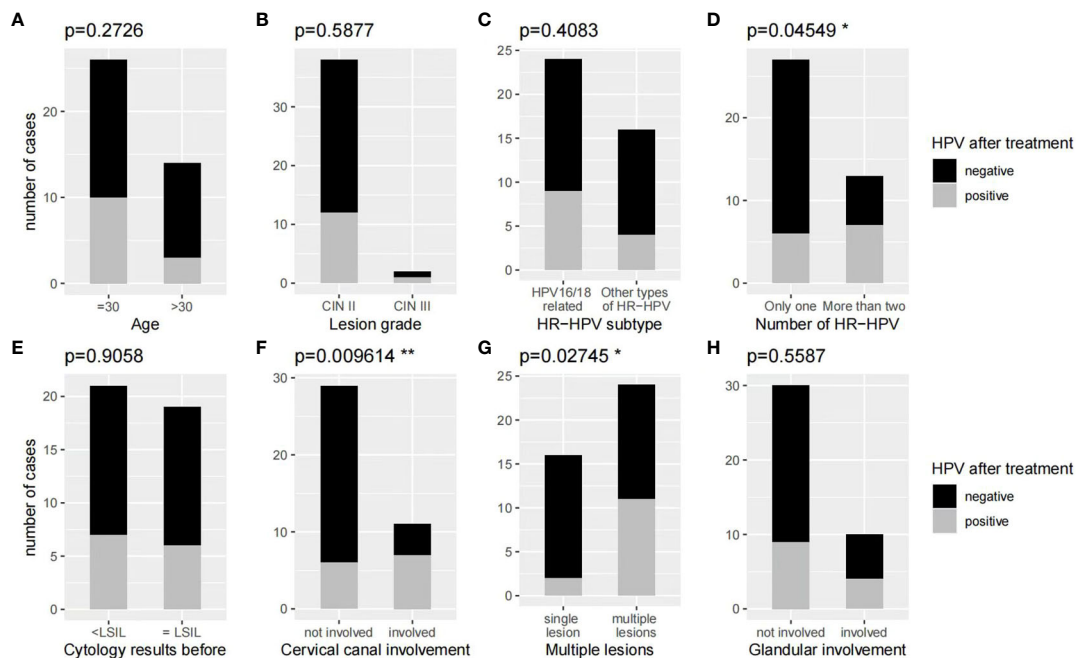 A
p=0.2726
number of cases
20
10
0
=30 >30
Age
B
p=0.5877
30
20
10
0
CIN II CIN III
Lesion grade
C
p=0.4083
25
20
15
10
5
0
HPV16/18 Other types
related of HR-HPV
HR-HPV subtype
D
p=0.04549 *
20
10
0
Only one More than two
Number of HR-HPV
HPV after treatment
negative
positive
E
p=0.9058
number of cases
20
15
10
5
0
<LSIL = LSIL
Cytology results before
F
p=0.009614 **
30
20
10
0
not involved involved
Cervical canal involvement
G
p=0.02745 *
25
20
15
10
5
0
single multiple
lesion lesions
Multiple lesions
H
p=0.5587
30
20
10
0
not involved involved
Glandular involvement
HPV after treatment
negative
positive